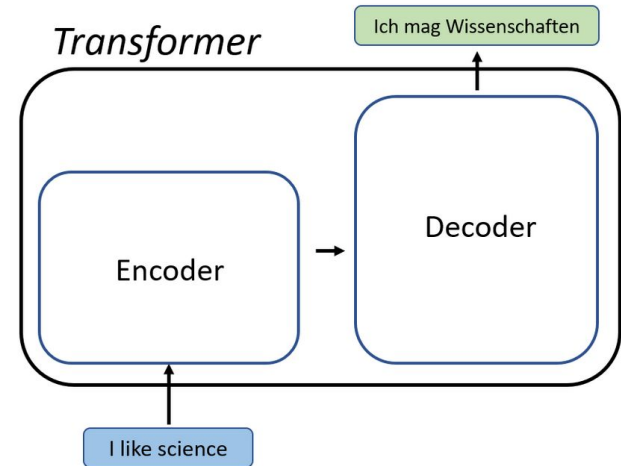 Ich mag Wissenschaften
Transformer
Decoder
Encoder
I like science